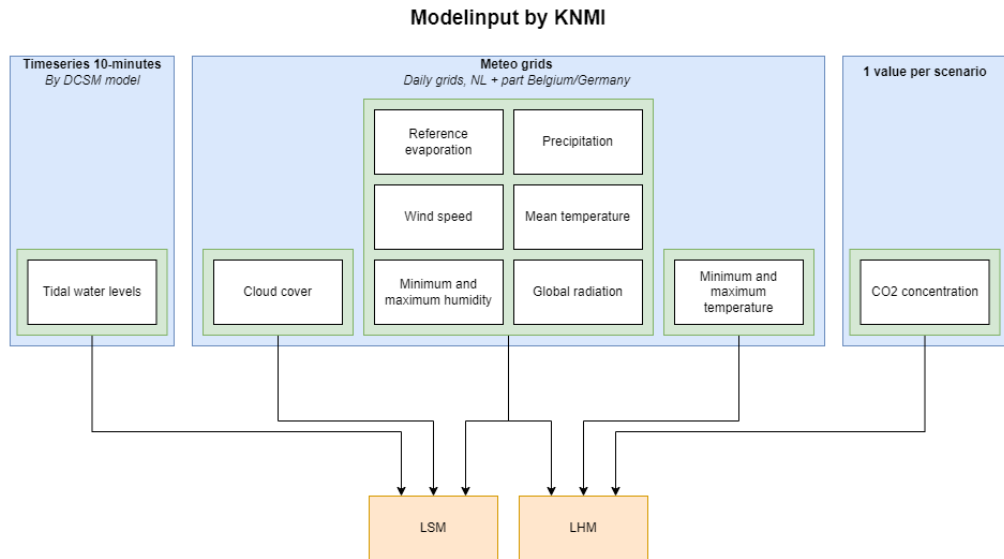 Modelinput by KNMI
Timeseries 10-minutes
By DCSM model
Meteo grids
Daily grids, NL + part Belgium/Germany
1 value per scenario
Reference
evaporation
Precipitation
Wind speed
Mean temperature
Tidal water levels
Cloud cover
Minimum and
maximum humidity
Global radiation
Minimum and
maximum
temperature
CO2 concentration
LSM
LHM